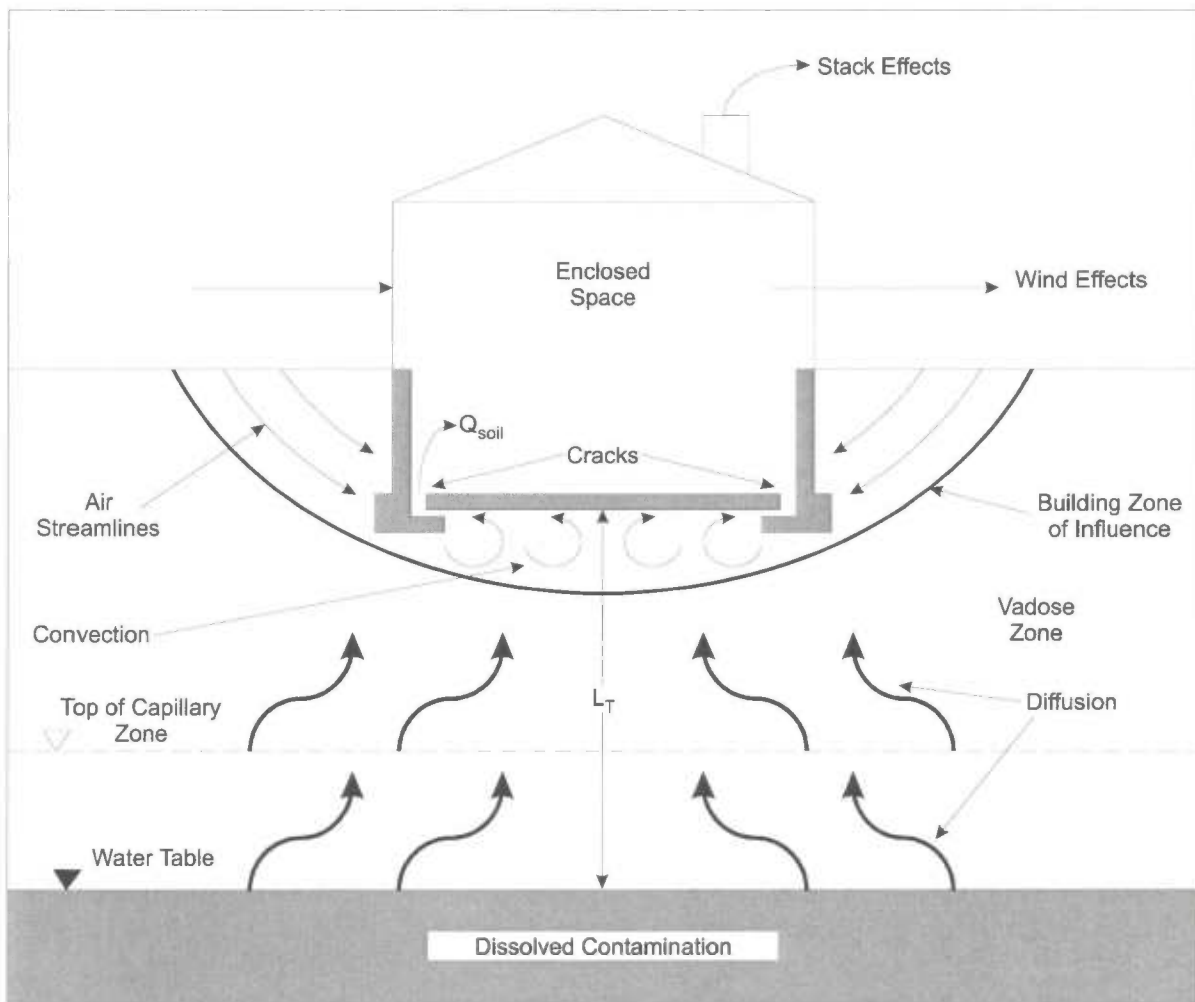 Stack Effects
Enclosed
Space
Wind Effects
Q_soil
Cracks
Air
Streamlines
Building Zone
of Influence
Convection
Vadose
Zone
L_T
Top of Capillary
Zone
Diffusion
Water Table
Dissolved Contamination